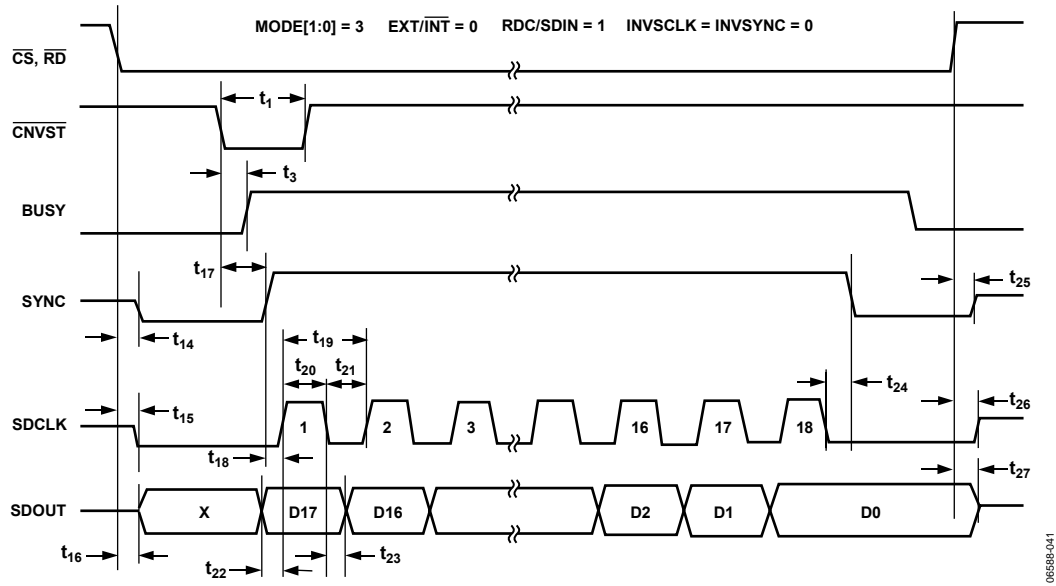 MODE[1:0] = 3 EXT/INT = 0 RDC/SDIN = 1 INVSCLK = INVSYNC = 0
CS, RD
t1
CNVST
t3
BUSY
t17
SYNC
t25
t14
t19
t20 t21
t24
t15
t26
SDCLK
1 2 3 16 17 18
t18
t27
SDOUT
X D17 D16 D2 D1 D0
t16
t22
t23
06588-041